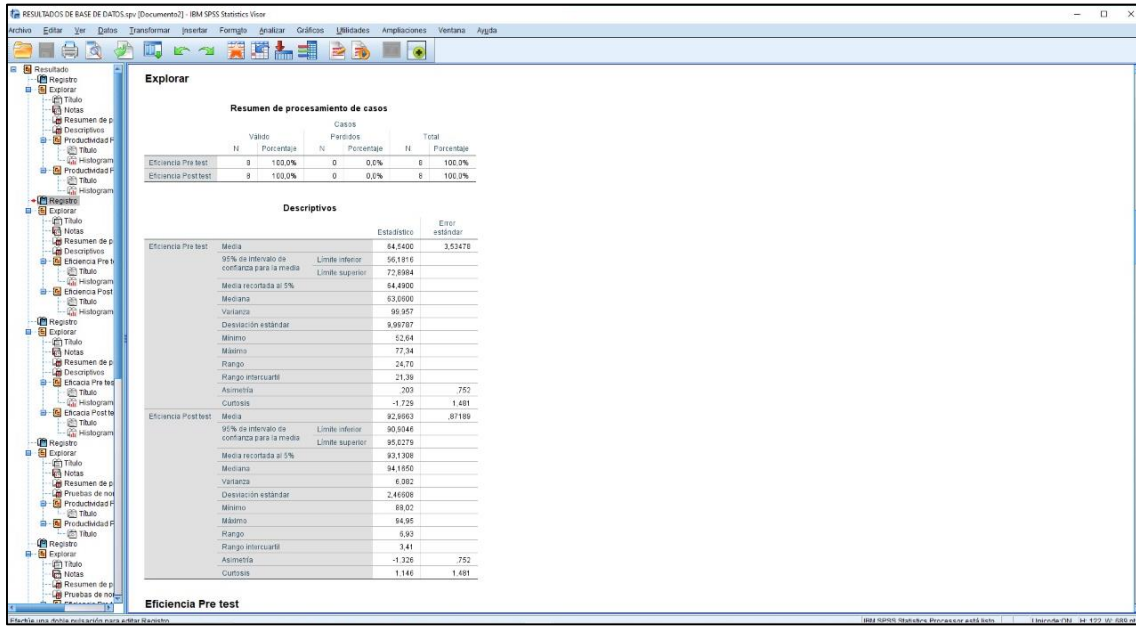 RESULTADOS DE BASE DE DATOS.spv [Documento2] - IBM SPSS Statistics Visor
Archivo Editar Ver Datos Transformar Insertar Formato Analizar Gráficos Utilidades Ampliaciones Ventana Ayuda
Resultado
Registro
Explorar
Título
Notas
Resumen de p
Descriptivos
Productividad P
Título
Histogram
Productividad P
Título
Histogram
Registro
Explorar
Título
Notas
Resumen de p
Descriptivos
Eficiencia Pre t
Título
Histogram
Eficiencia Post
Título
Histogram
Registro
Explorar
Título
Notas
Resumen de p
Descriptivos
Eficacia Pre tes
Título
Histogram
Eficacia Post te
Título
Histogram
Registro
Explorar
Título
Notas
Resumen de p
Pruebas de nor
Productividad P
Título
Productividad P
Título
Registro
Explorar
Título
Notas
Resumen de p
Pruebas de nor
Explorar
Resumen de procesamiento de casos
Casos
Válido Perdidos Total
N Porcentaje N Porcentaje N Porcentaje
Eficiencia Pre test 8 100,0% 0 0,0% 8 100,0%
Eficiencia Post test 8 100,0% 0 0,0% 8 100,0%
Descriptivos
Estadístico Error estándar
Eficiencia Pre test Media 64,5400 3,53478
95% de intervalo de confianza para la media Límite inferior 56,1816
Límite superior 72,8984
Media recortada al 5% 64,4900
Mediana 63,0600
Varianza 99,957
Desviación estándar 9,99787
Mínimo 52,64
Máximo 77,34
Rango 24,70
Rango intercuartil 21,39
Asimetría ,203 ,752
Curtosis -1,729 1,481
Eficiencia Post test Media 92,9663 ,87189
95% de intervalo de confianza para la media Límite inferior 90,9046
Límite superior 95,0279
Media recortada al 5% 93,1308
Mediana 94,1650
Varianza 6,082
Desviación estándar 2,46608
Mínimo 88,02
Máximo 94,95
Rango 6,93
Rango intercuartil 3,41
Asimetría -1,326 ,752
Curtosis 1,146 1,481
Eficiencia Pre test
Efectúe una doble pulsación para editar Registro
IBM SPSS Statistics Processor está listo Unicode:ON H: 122, W: 689 pt